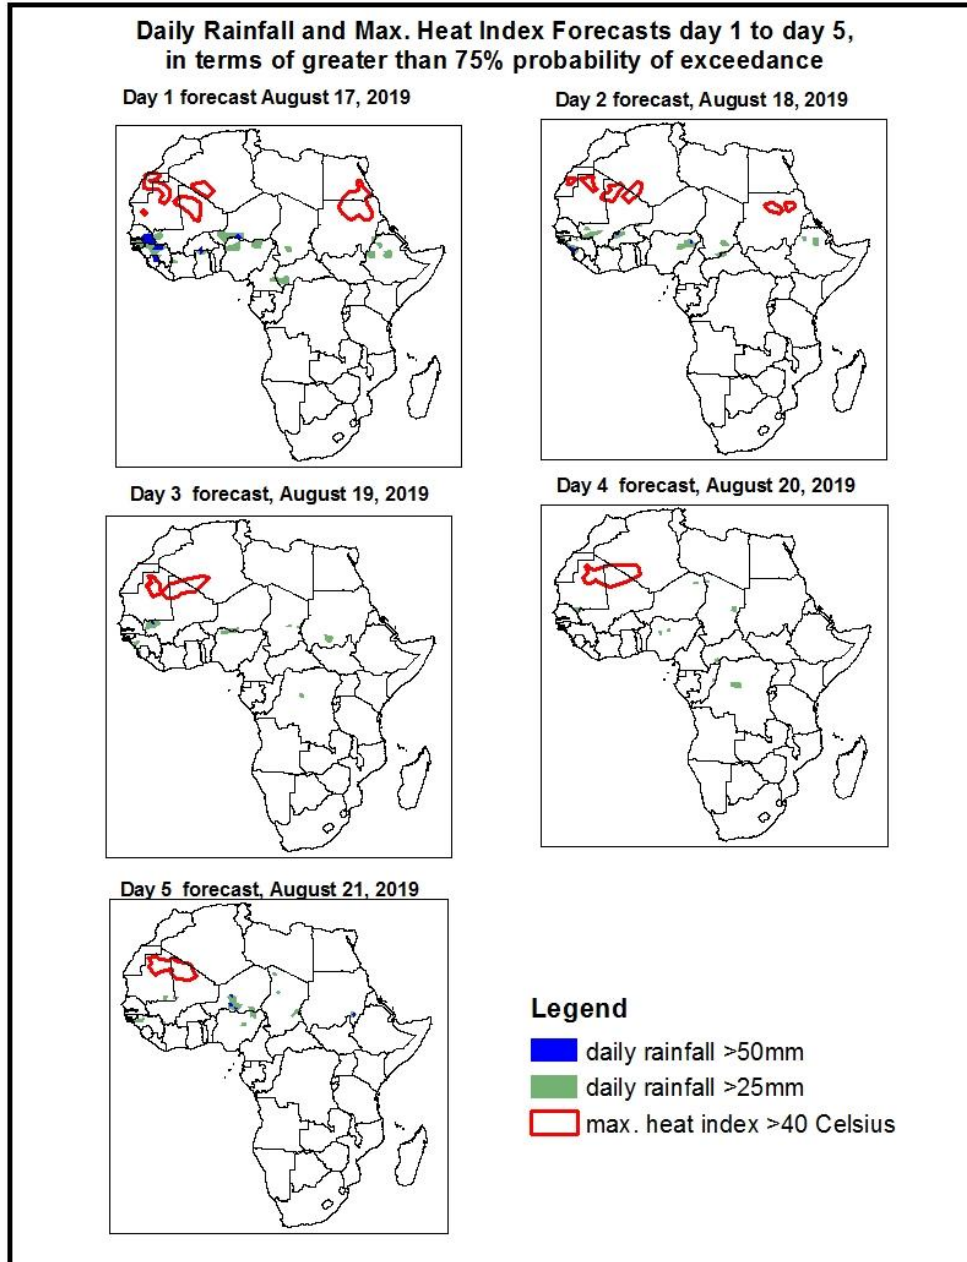 Daily Rainfall and Max. Heat Index Forecasts day 1 to day 5,
in terms of greater than 75% probability of exceedance
Day 1 forecast August 17, 2019
Day 2 forecast, August 18, 2019
Day 3  forecast, August 19, 2019
Day 4  forecast, August 20, 2019
Day 5  forecast, August 21, 2019
Legend
daily rainfall >50mm
daily rainfall >25mm
max. heat index >40 Celsius